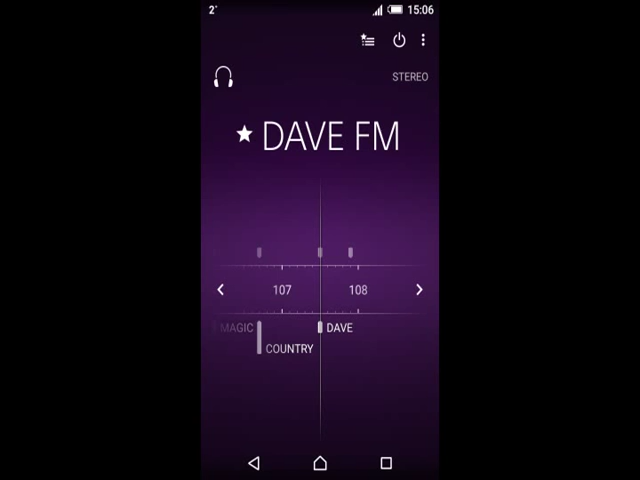 2° 15:06
STEREO
DAVE FM
107 108
MAGIC DAVE
COUNTRY